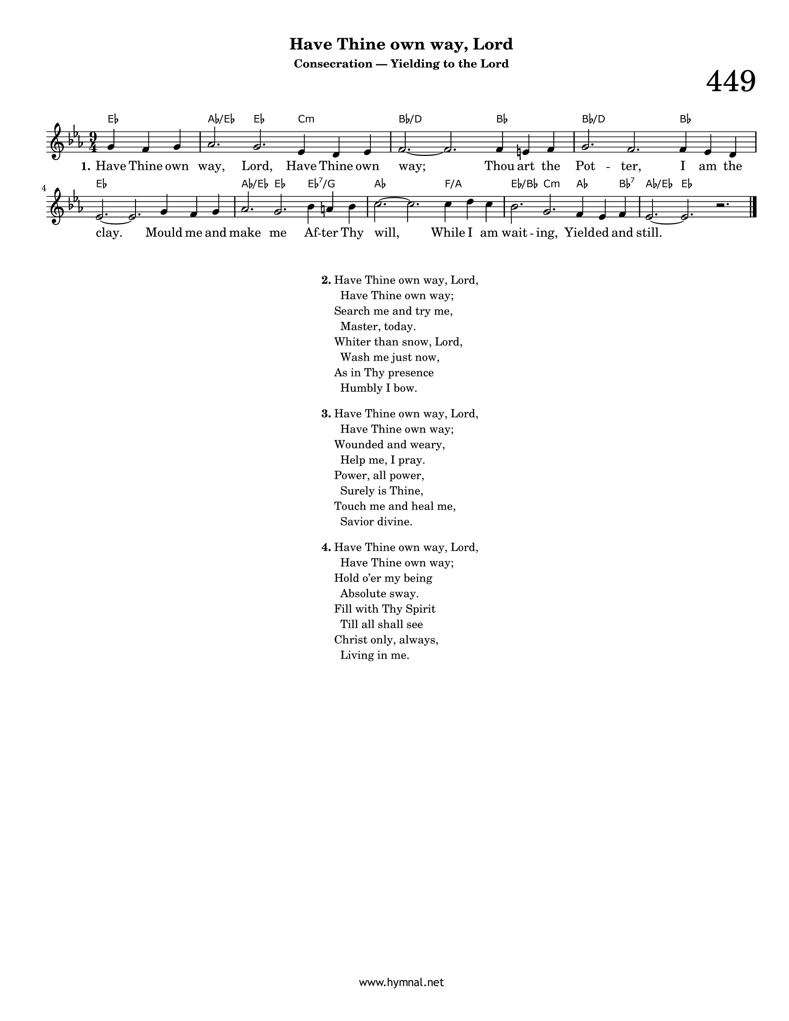 Have Thine own way, Lord
Consecration — Yielding to the Lord
449
E♭ A♭/E♭ E♭ Cm B♭/D B♭ B♭/D B♭
9
4
1. Have Thine own way, Lord, Have Thine own way; Thou art the Pot - ter, I am the
4
E♭ A♭/E♭ E♭ E♭7/G A♭ F/A E♭/B♭ Cm A♭ B♭7 A♭/E♭ E♭
clay. Mould me and make me Af-ter Thy will, While I am wait - ing, Yielded and still.
2. Have Thine own way, Lord,
Have Thine own way;
Search me and try me,
Master, today.
Whiter than snow, Lord,
Wash me just now,
As in Thy presence
Humbly I bow.
3. Have Thine own way, Lord,
Have Thine own way;
Wounded and weary,
Help me, I pray.
Power, all power,
Surely is Thine,
Touch me and heal me,
Savior divine.
4. Have Thine own way, Lord,
Have Thine own way;
Hold o’er my being
Absolute sway.
Fill with Thy Spirit
Till all shall see
Christ only, always,
Living in me.
www.hymnal.net